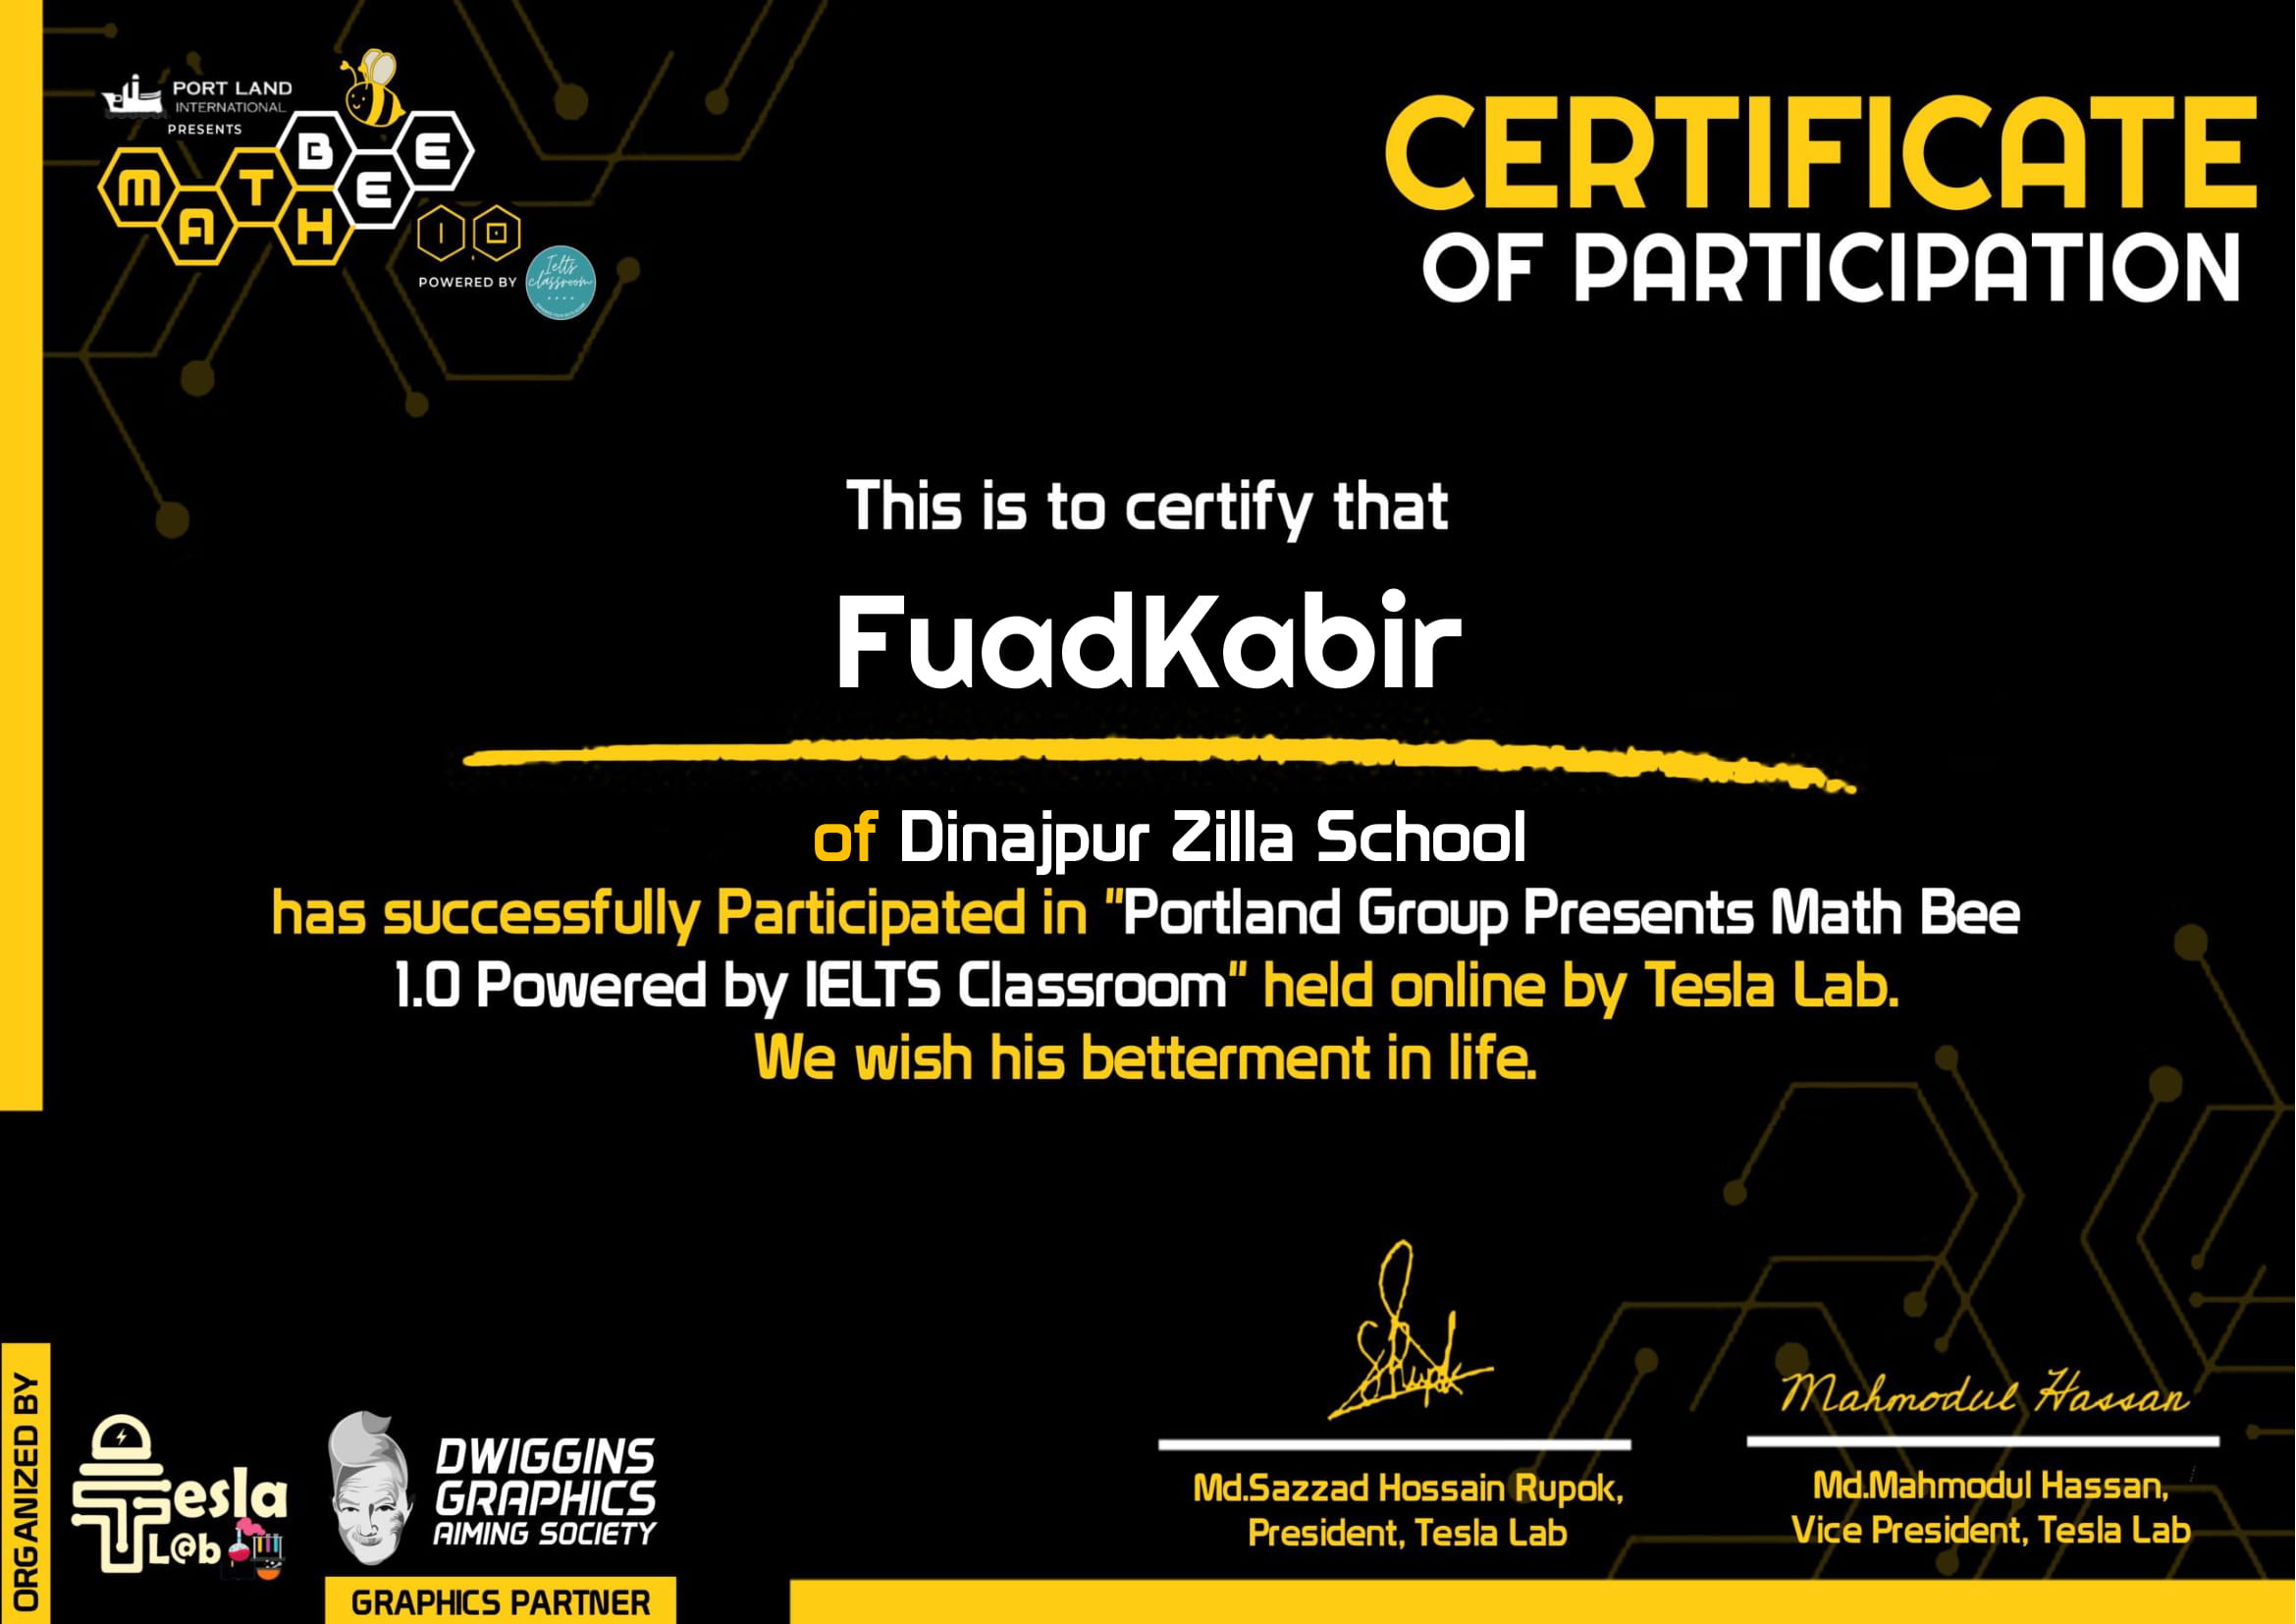 PORT LAND
INTERNATIONAL
PRESENTS
MATH BEE
1.0
POWERED BY
Ielts
classroom
CERTIFICATE
OF PARTICIPATION
This is to certify that
FuadKabir
of Dinajpur Zilla School
has successfully Participated in "Portland Group Presents Math Bee
1.0 Powered by IELTS Classroom" held online by Tesla Lab.
We wish his betterment in life.
Mahmodul Hassan
Md.Sazzad Hossain Rupok,
President, Tesla Lab
Md.Mahmodul Hassan,
Vice President, Tesla Lab
ORGANIZED BY
Tesla
L@b
DWIGGINS
GRAPHICS
AIMING SOCIETY
GRAPHICS PARTNER